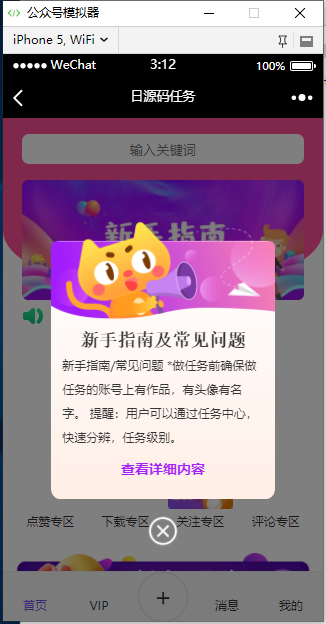 公众号模拟器
iPhone 5, WiFi
WeChat
3:12
100%
日源码任务
输入关键词
新手指南
新手指南及常见问题
新手指南/常见问题 *做任务前确保做
任务的账号上有作品，有头像有名
字。 提醒：用户可以通过任务中心，
快速分辨，任务级别。
查看详细内容
点赞专区
下载专区
关注专区
评论专区
首页
VIP
+
消息
我的